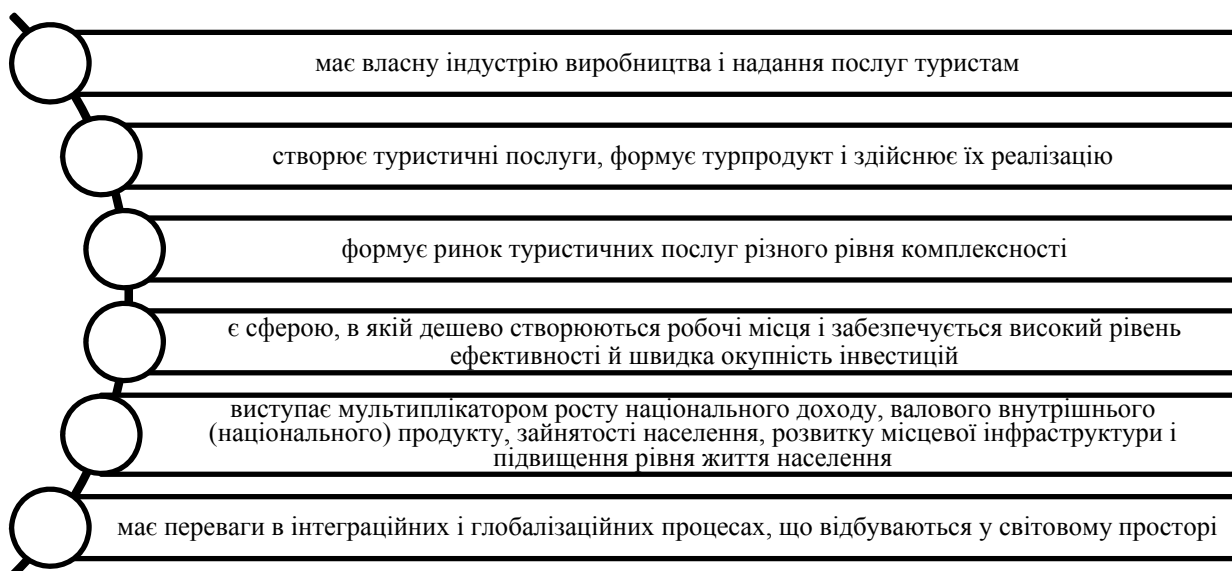 має власну індустрію виробництва і надання послуг туристам
створює туристичні послуги, формує турпродукт і здійснює їх реалізацію
формує ринок туристичних послуг різного рівня комплексності
є сферою, в якій дешево створюються робочі місця і забезпечується високий рівень
ефективності й швидка окупність інвестицій
виступає мультиплікатором росту національного доходу, валового внутрішнього
(національного) продукту, зайнятості населення, розвитку місцевої інфраструктури і
підвищення рівня життя населення
має переваги в інтеграційних і глобалізаційних процесах, що відбуваються у світовому просторі